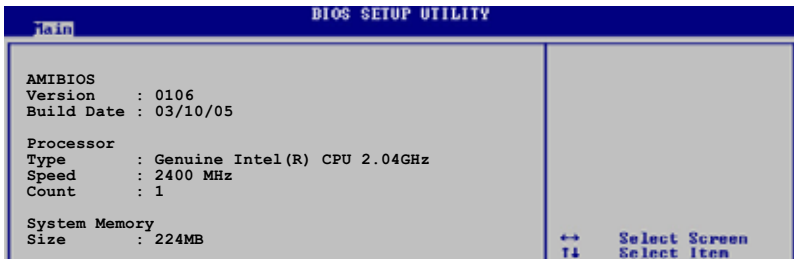 BIOS SETUP UTILITY
Main
AMIBIOS
Version : 0106
Build Date : 03/10/05
Processor
Type : Genuine Intel(R) CPU 2.04GHz
Speed : 2400 MHz
Count : 1
System Memory
Size : 224MB
↔ Select Screen
↑↓ Select Item